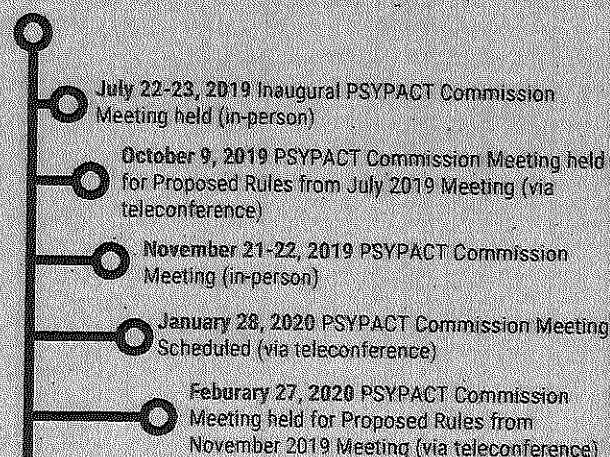 July 22-23, 2019 Inaugural PSYPACT Commission
Meeting held (in-person)
October 9, 2019 PSYPACT Commission Meeting held
for Proposed Rules from July 2019 Meeting (via
teleconference)
November 21-22, 2019 PSYPACT Commission
Meeting (in-person)
January 28, 2020 PSYPACT Commission Meeting
Scheduled (via teleconference)
Feburary 27, 2020 PSYPACT Commission
Meeting held for Proposed Rules from
November 2019 Meeting (via teleconference)